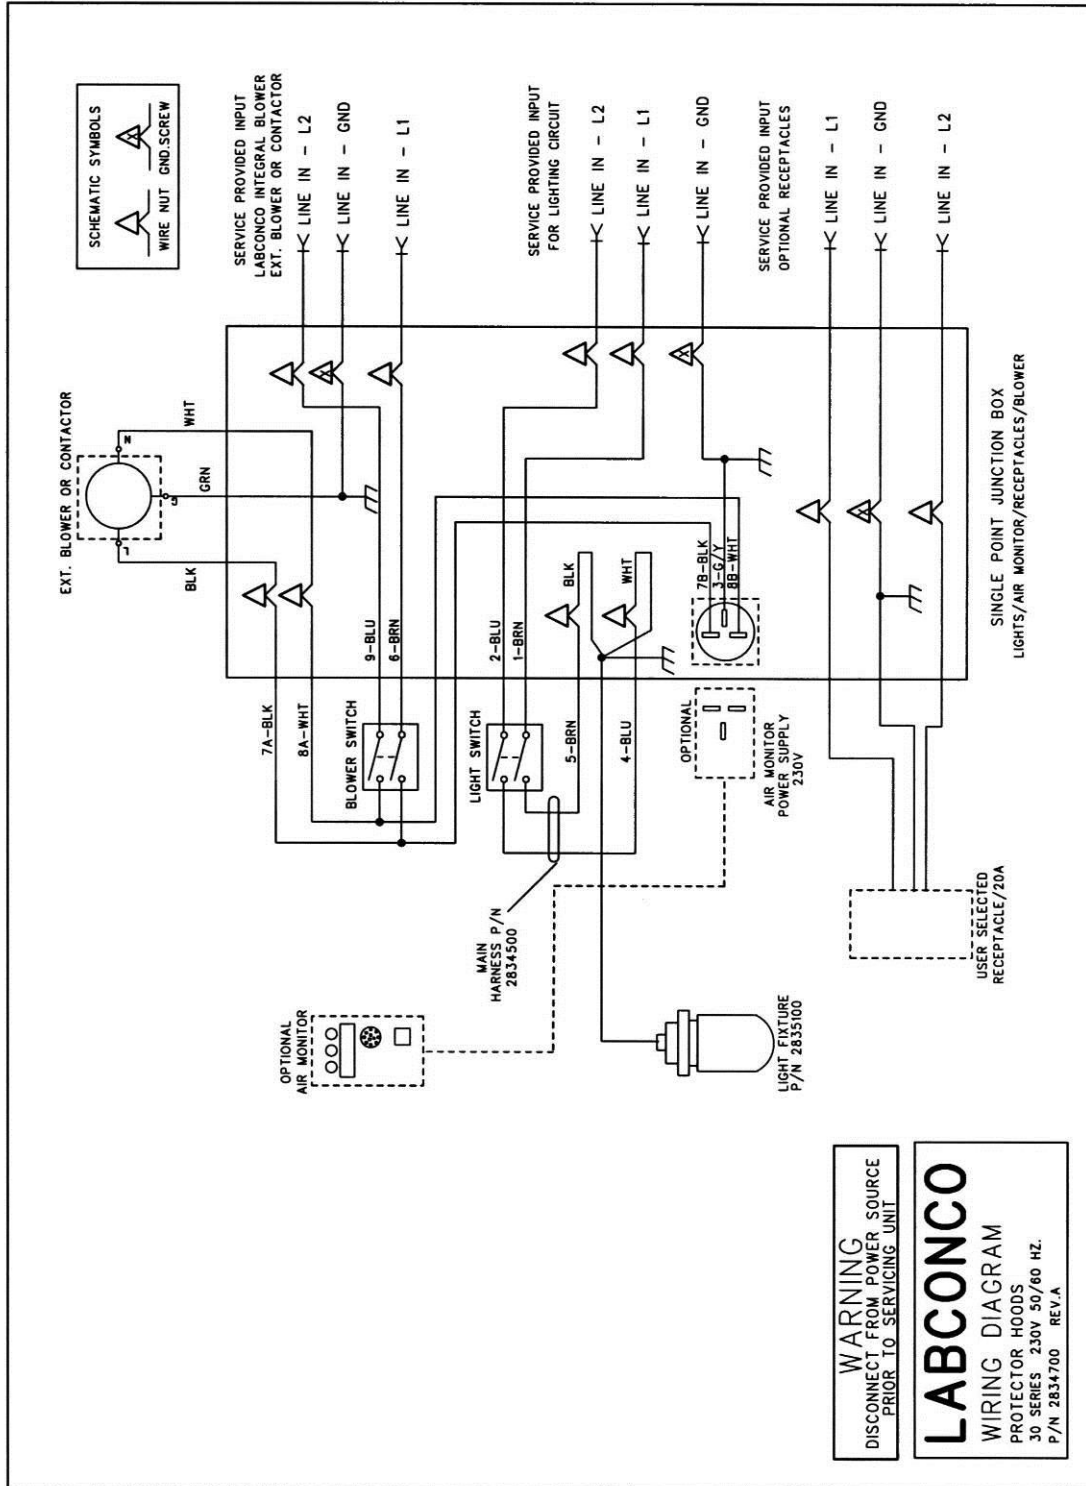 SCHEMATIC SYMBOLS
WIRE NUT
GND.SCREW
EXT. BLOWER OR CONTACTOR
L
G
N
BLK
GRN
WHT
SERVICE PROVIDED INPUT
LABCONCO INTEGRAL BLOWER
EXT. BLOWER OR CONTACTOR
LINE IN - L2
LINE IN - GND
LINE IN - L1
SERVICE PROVIDED INPUT
FOR LIGHTING CIRCUIT
LINE IN - L2
LINE IN - L1
LINE IN - GND
SERVICE PROVIDED INPUT
OPTIONAL RECEPTACLES
LINE IN - L1
LINE IN - GND
LINE IN - L2
7A-BLK
8A-WHT
BLOWER SWITCH
9-BLU
6-BRN
LIGHT SWITCH
2-BLU
1-BRN
5-BRN
BLK
4-BLU
WHT
7B-BLK
3-G/Y
8B-WHT
OPTIONAL
AIR MONITOR
POWER SUPPLY
230V
SINGLE POINT JUNCTION BOX
LIGHTS/AIR MONITOR/RECEPTACLES/BLOWER
MAIN
HARNESS P/N
2834500
OPTIONAL
AIR MONITOR
LIGHT FIXTURE
P/N 2835100
USER SELECTED
RECEPTACLE/20A
WARNING
DISCONNECT FROM POWER SOURCE
PRIOR TO SERVICING UNIT
LABCONCO
WIRING DIAGRAM
PROTECTOR HOODS
30 SERIES 230V 50/60 HZ.
P/N 2834700 REV.A